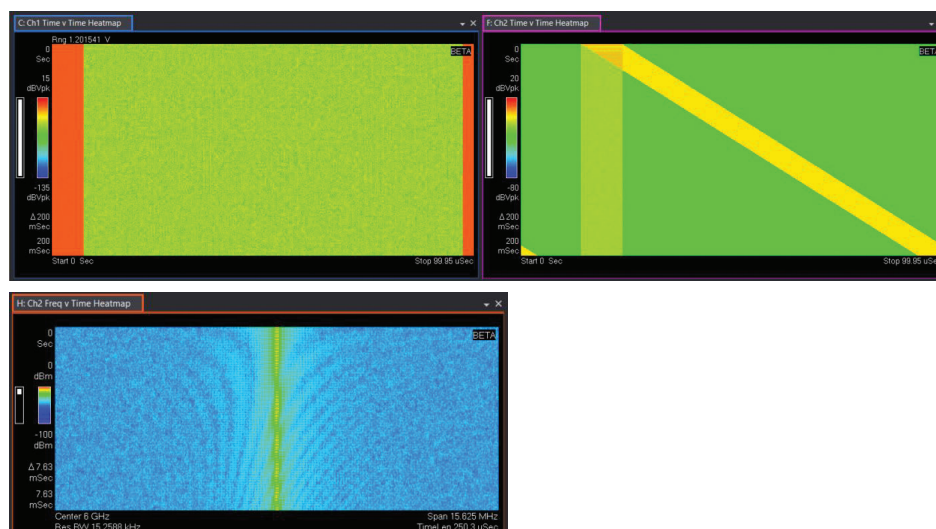 C: Ch1 Time v Time Heatmap
Rng 1.201541 V
0
Sec
BETA
15
dBVpk
-135
dBVpk
Δ 200
mSec
200
mSec
Start 0 Sec
Stop 99.95 uSec
F: Ch2 Time v Time Heatmap
0
Sec
BETA
20
dBVpk
-80
dBVpk
Δ 200
mSec
200
mSec
Start 0 Sec
Stop 99.95 uSec
H: Ch2 Freq v Time Heatmap
0
Sec
BETA
0
dBm
-100
dBm
Δ 7.63
mSec
7.63
mSec
Center 6 GHz
Span 15.625 MHz
Res BW 15.2588 kHz
TimeLen 250.3 uSec